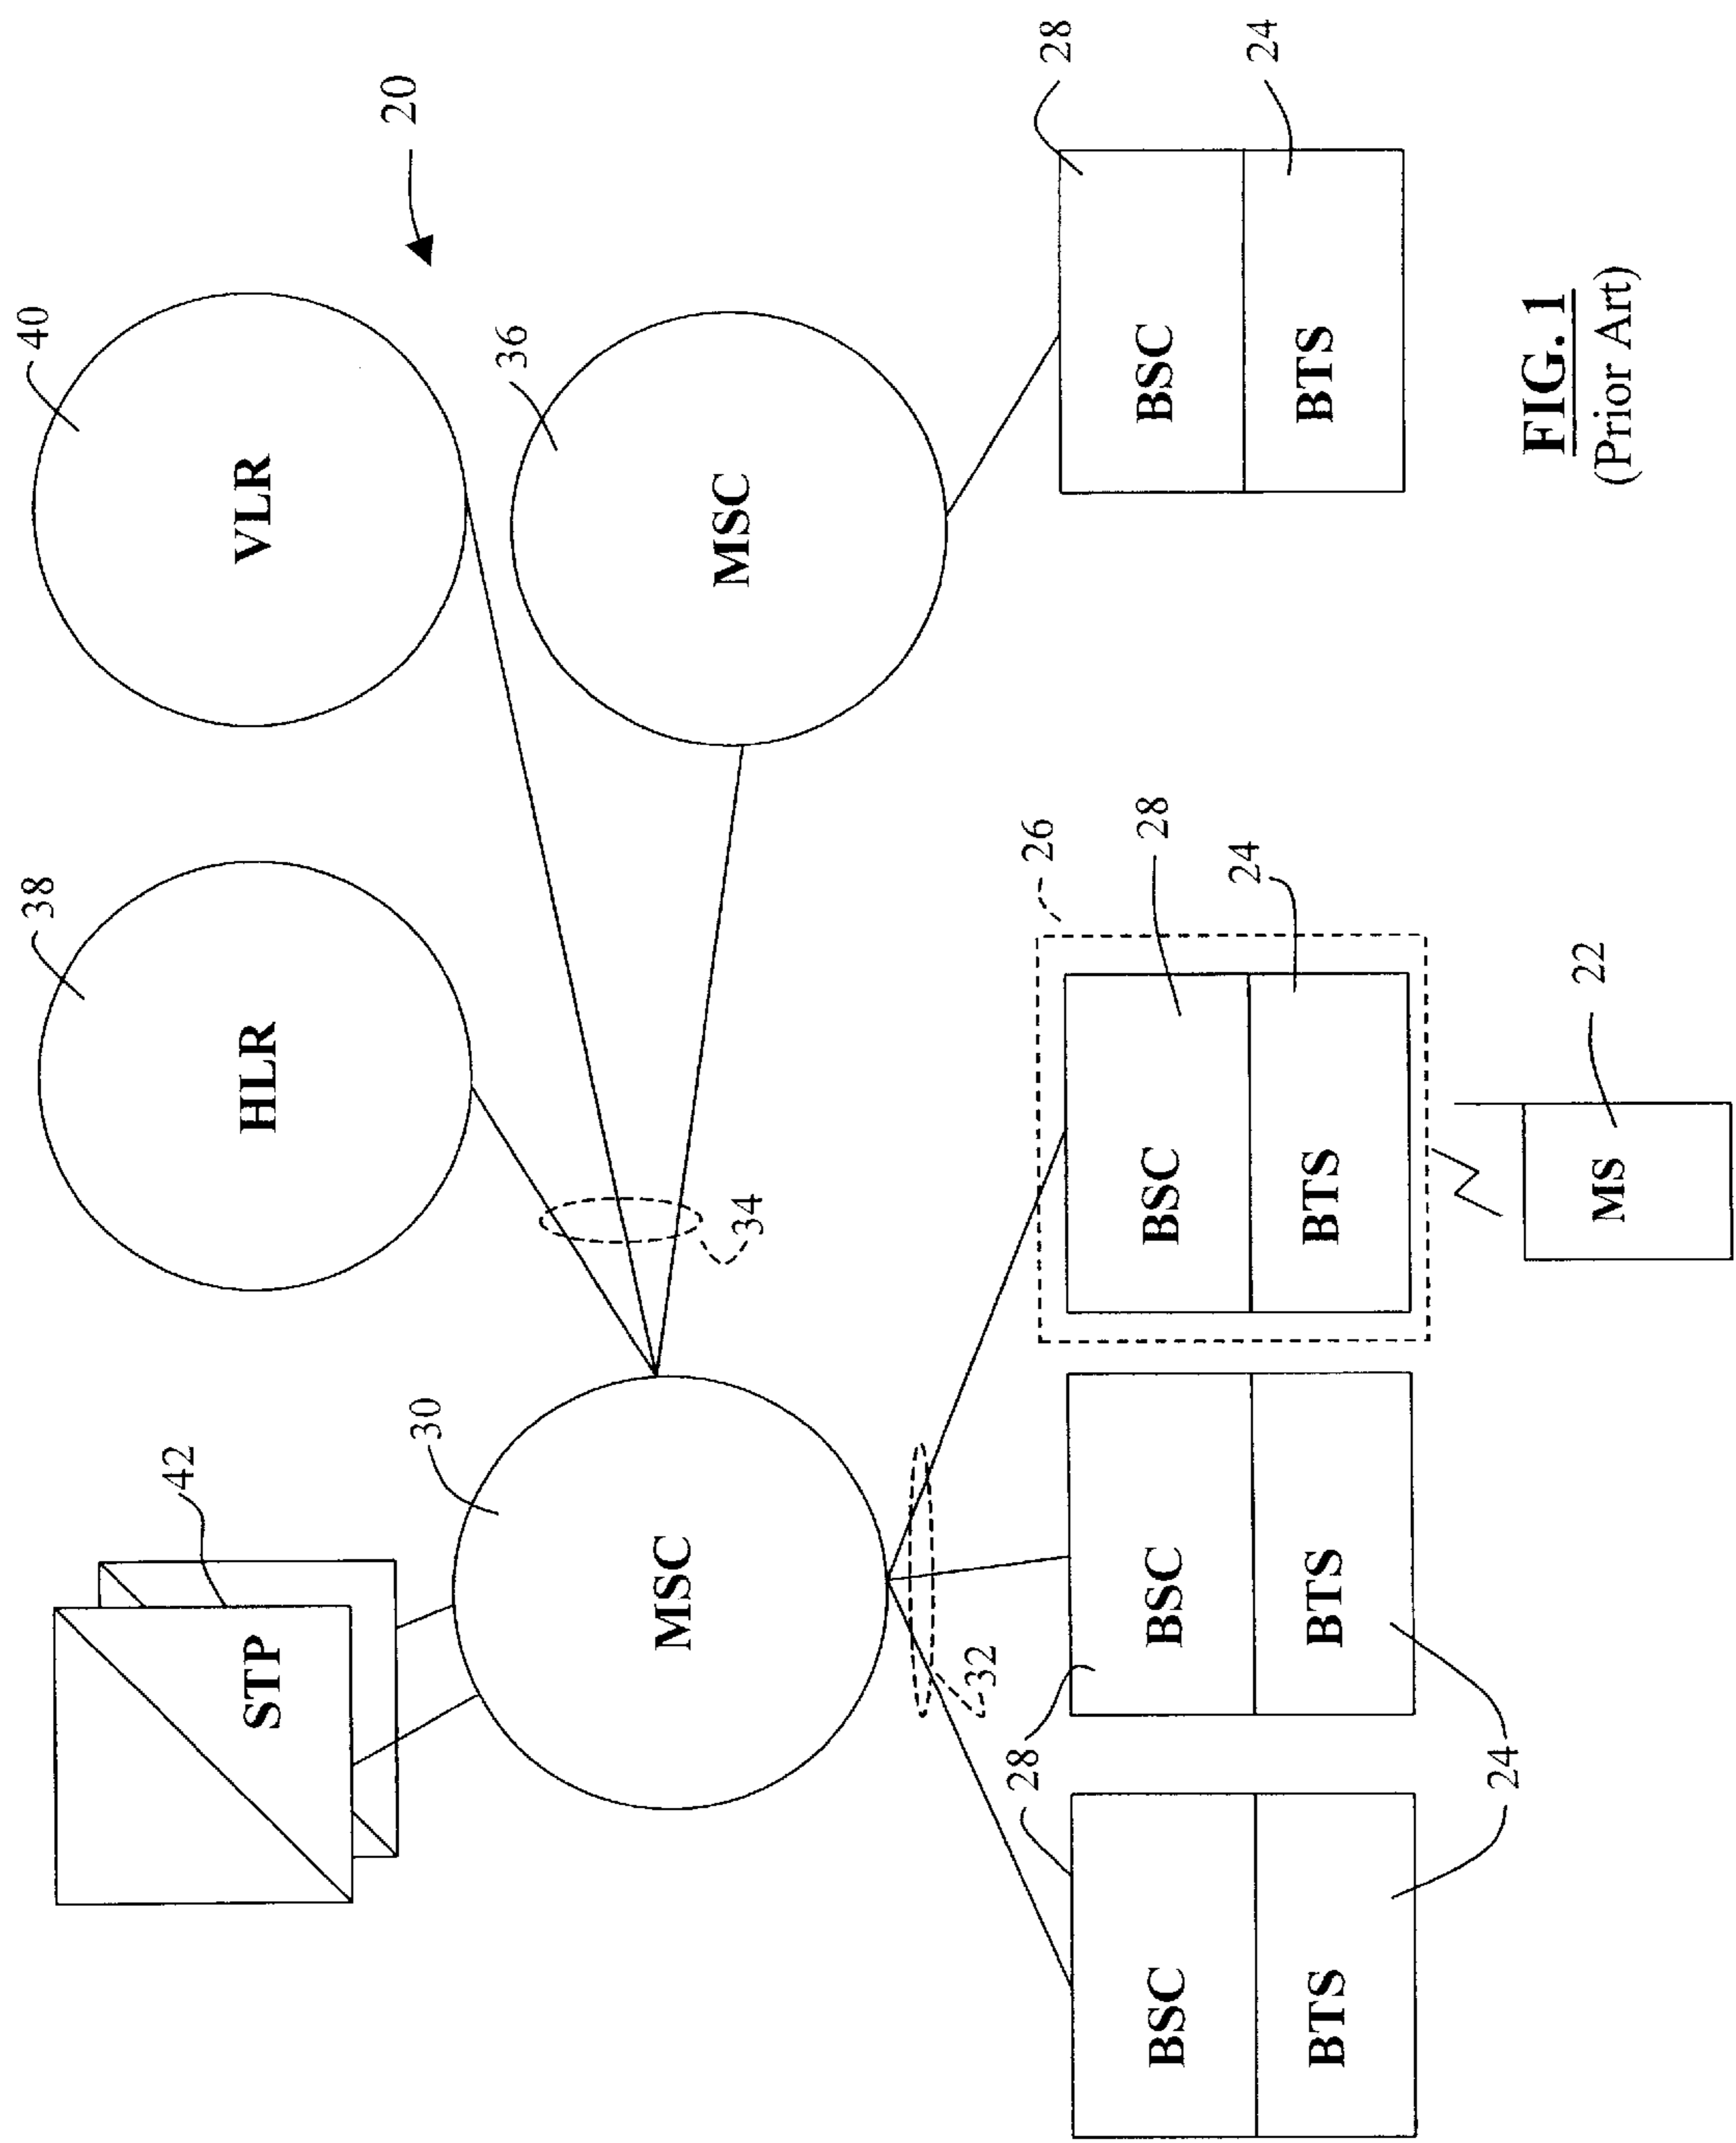 20
42
STP
38
HLR
40
VLR
30
MSC
36
MSC
34
32
28
BSC
BTS
24
28
BSC
BTS
26
28
BSC
24
BTS
28
BSC
24
BTS
22
MS
FIG. 1
(Prior Art)